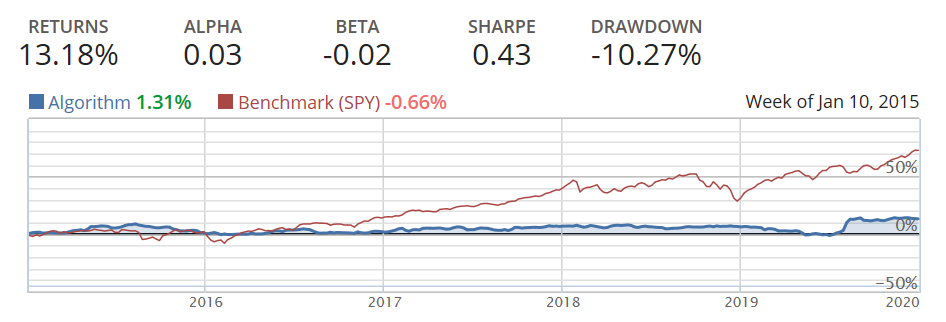 RETURNS ALPHA BETA SHARPE DRAWDOWN
13.18% 0.03 -0.02 0.43 -10.27%
Algorithm 1.31% Benchmark (SPY) -0.66% Week of Jan 10, 2015
50%
0%
−50%
2016 2017 2018 2019 2020